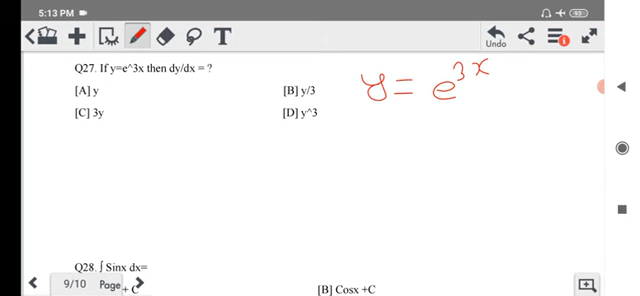 5:13 PM
93
T
Undo
Q27. If y=e^3x then dy/dx = ?
[A] y
[B] y/3
[C] 3y
[D] y^3
y = e^3x
Q28. ∫ Sinx dx=
9/10 Page
+ C
[B] Cosx +C